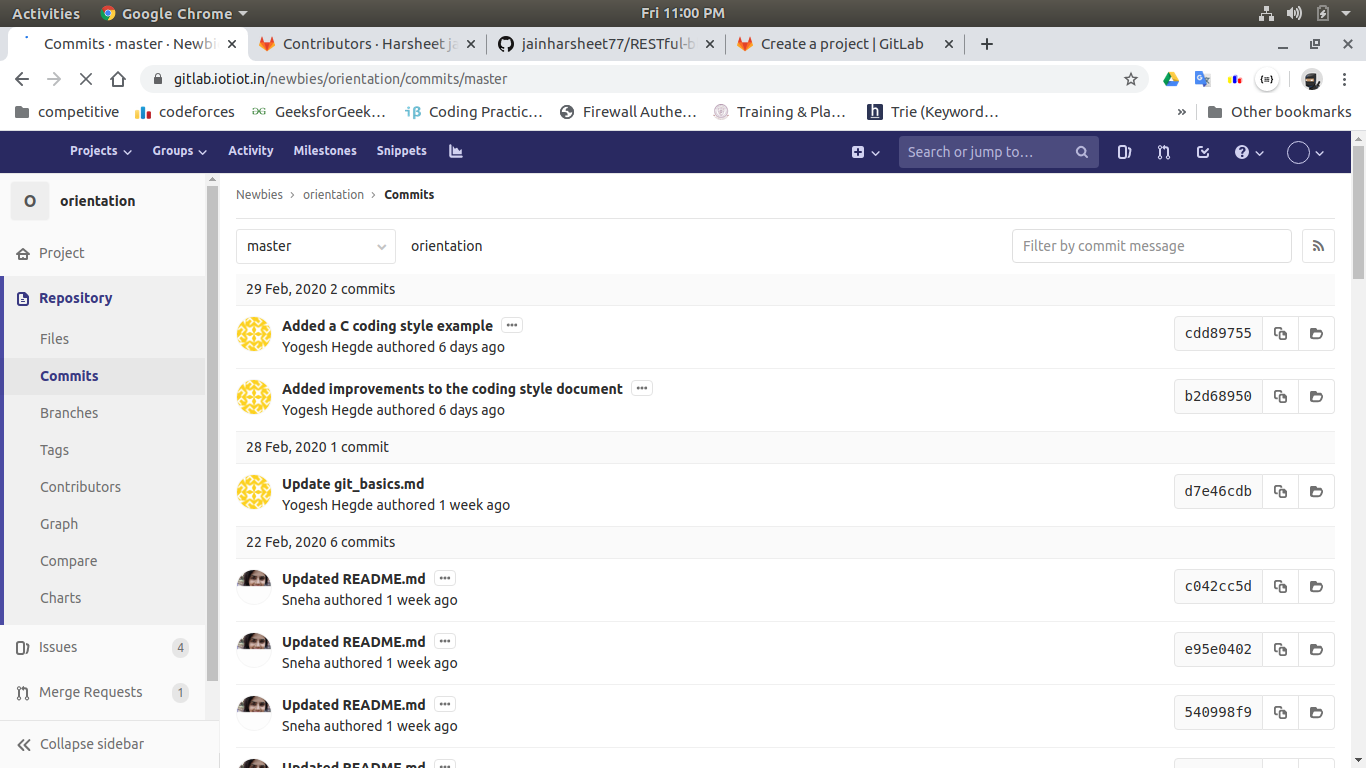 Activities Google Chrome Fri 11:00 PM
Commits · master · Newbi Contributors · Harsheet ja jainharsheet77/RESTful-b Create a project | GitLab
gitlab.iotiot.in/newbies/orientation/commits/master
competitive codeforces GeeksforGeek… Coding Practic… Firewall Authe… Training & Pla… Trie (Keyword… » Other bookmarks
Projects Groups Activity Milestones Snippets Search or jump to…
O orientation
Project
Repository
Files
Commits
Branches
Tags
Contributors
Graph
Compare
Charts
Issues 4
Merge Requests 1
Collapse sidebar
Newbies > orientation > Commits
master orientation Filter by commit message
29 Feb, 2020 2 commits
Added a C coding style example
Yogesh Hegde authored 6 days ago
cdd89755
Added improvements to the coding style document
Yogesh Hegde authored 6 days ago
b2d68950
28 Feb, 2020 1 commit
Update git_basics.md
Yogesh Hegde authored 1 week ago
d7e46cdb
22 Feb, 2020 6 commits
Updated README.md
Sneha authored 1 week ago
c042cc5d
Updated README.md
Sneha authored 1 week ago
e95e0402
Updated README.md
Sneha authored 1 week ago
540998f9
Updated README.md